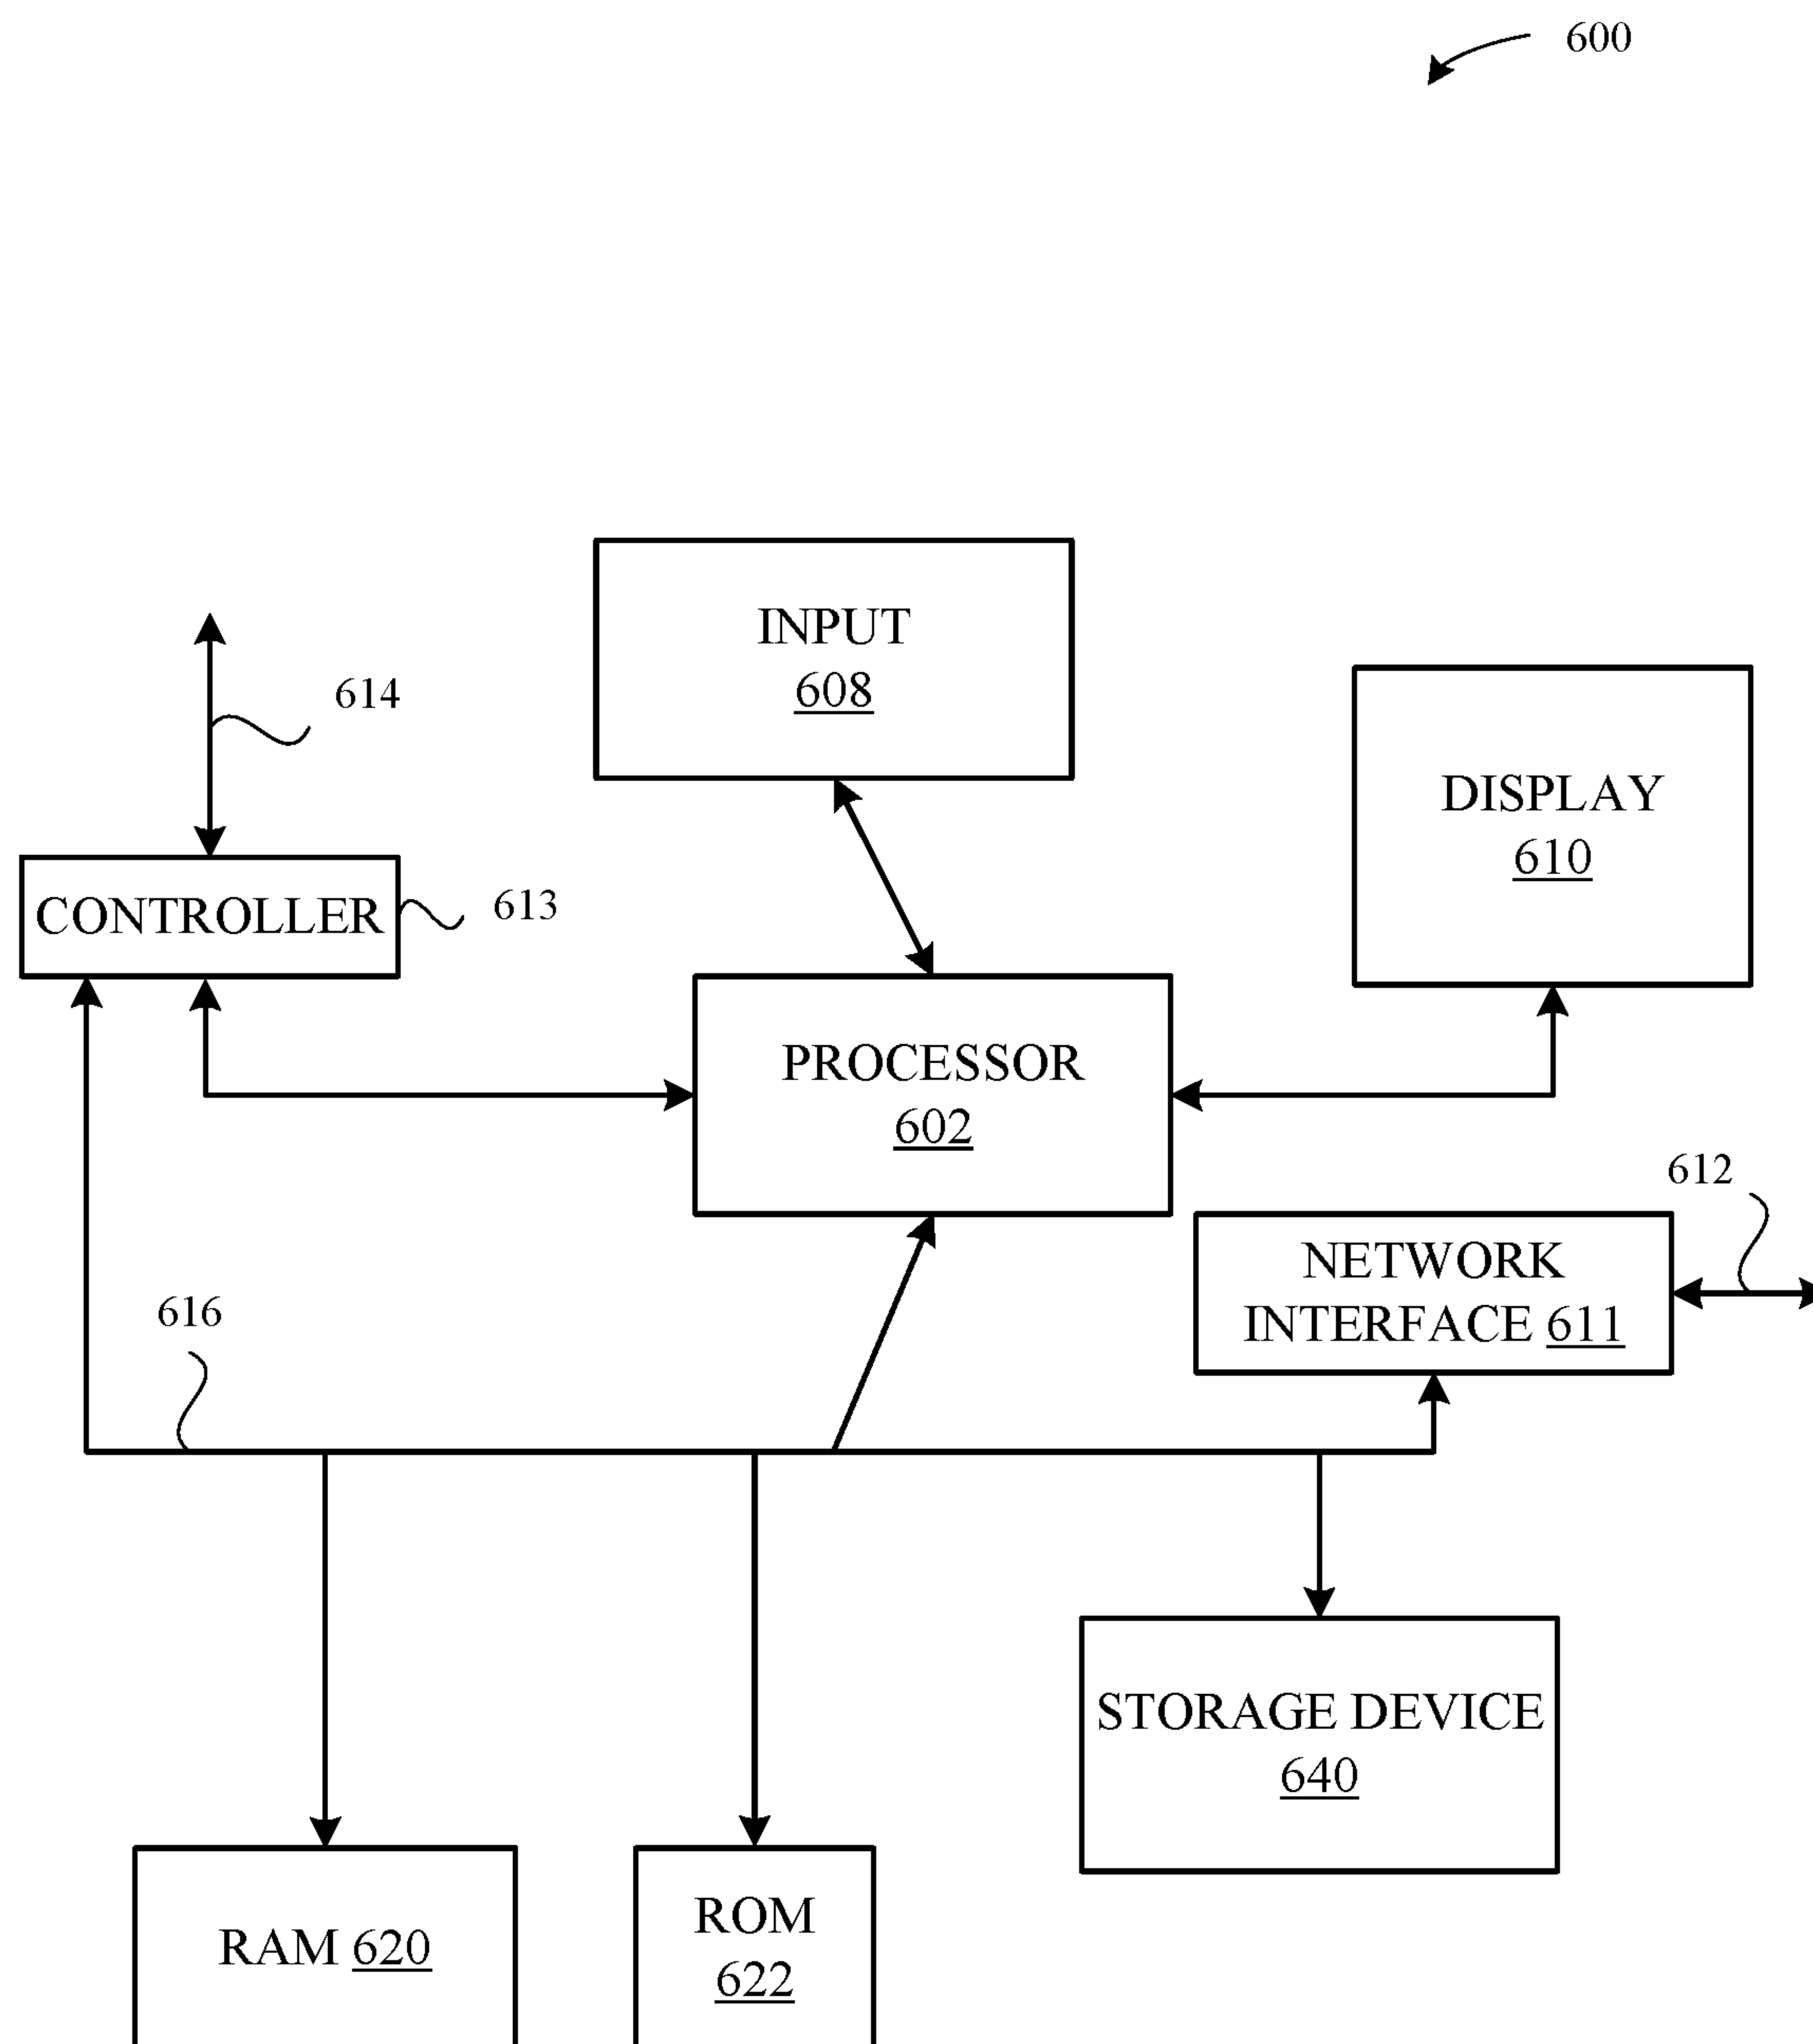 600
INPUT
608
614
DISPLAY
610
CONTROLLER
613
PROCESSOR
602
612
NETWORK
INTERFACE 611
616
STORAGE DEVICE
640
RAM 620
ROM
622